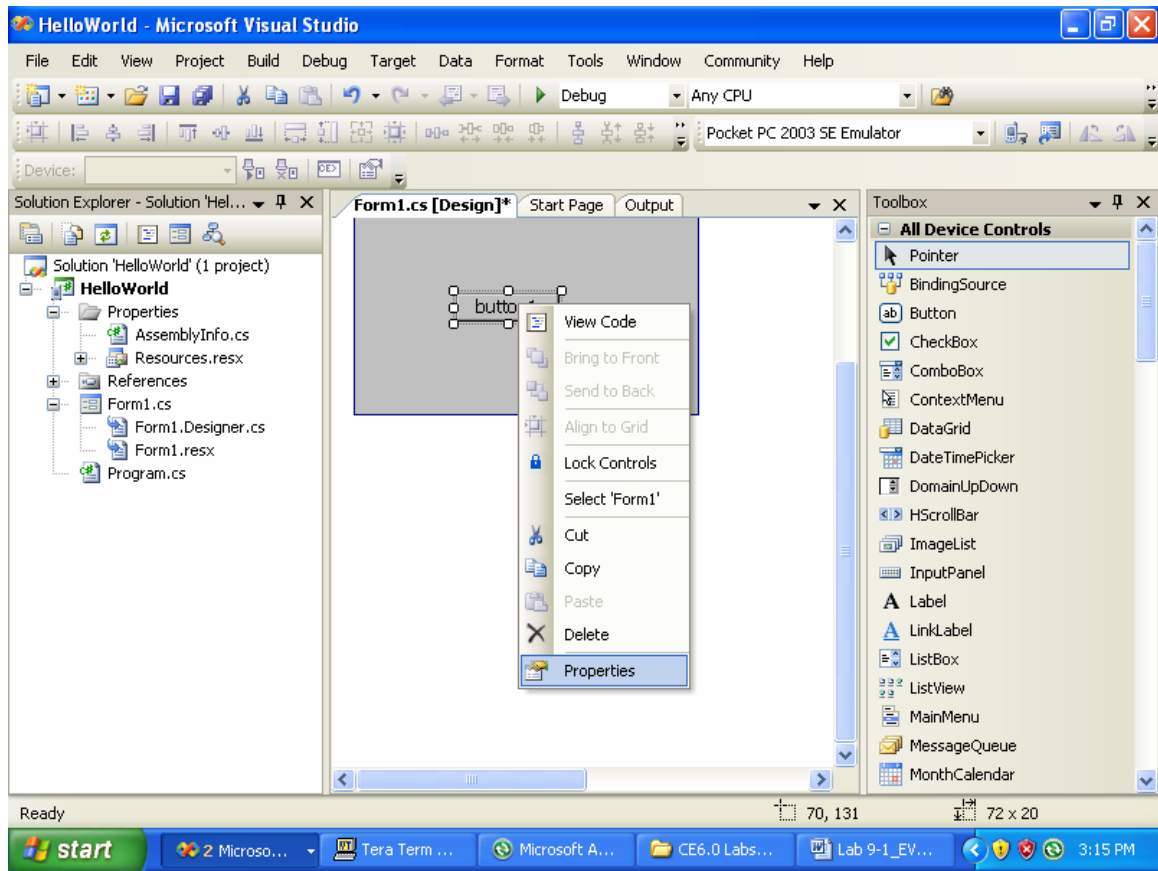 HelloWorld - Microsoft Visual Studio
File Edit View Project Build Debug Target Data Format Tools Window Community Help
Debug Any CPU
Pocket PC 2003 SE Emulator
Device:
Solution Explorer - Solution 'Hel...
Solution 'HelloWorld' (1 project)
HelloWorld
Properties
AssemblyInfo.cs
Resources.resx
References
Form1.cs
Form1.Designer.cs
Form1.resx
Program.cs
Form1.cs [Design]* Start Page Output
View Code
Bring to Front
Send to Back
Align to Grid
Lock Controls
Select 'Form1'
Cut
Copy
Paste
Delete
Properties
Toolbox
All Device Controls
Pointer
BindingSource
ab Button
CheckBox
ComboBox
ContextMenu
DataGrid
DateTimePicker
DomainUpDown
HScrollBar
ImageList
InputPanel
A Label
A LinkLabel
ListBox
ListView
MainMenu
MessageQueue
MonthCalendar
Ready 70, 131 72 x 20
start 2 Microso... Tera Term ... Microsoft A... CE6.0 Labs... Lab 9-1_EV... 3:15 PM